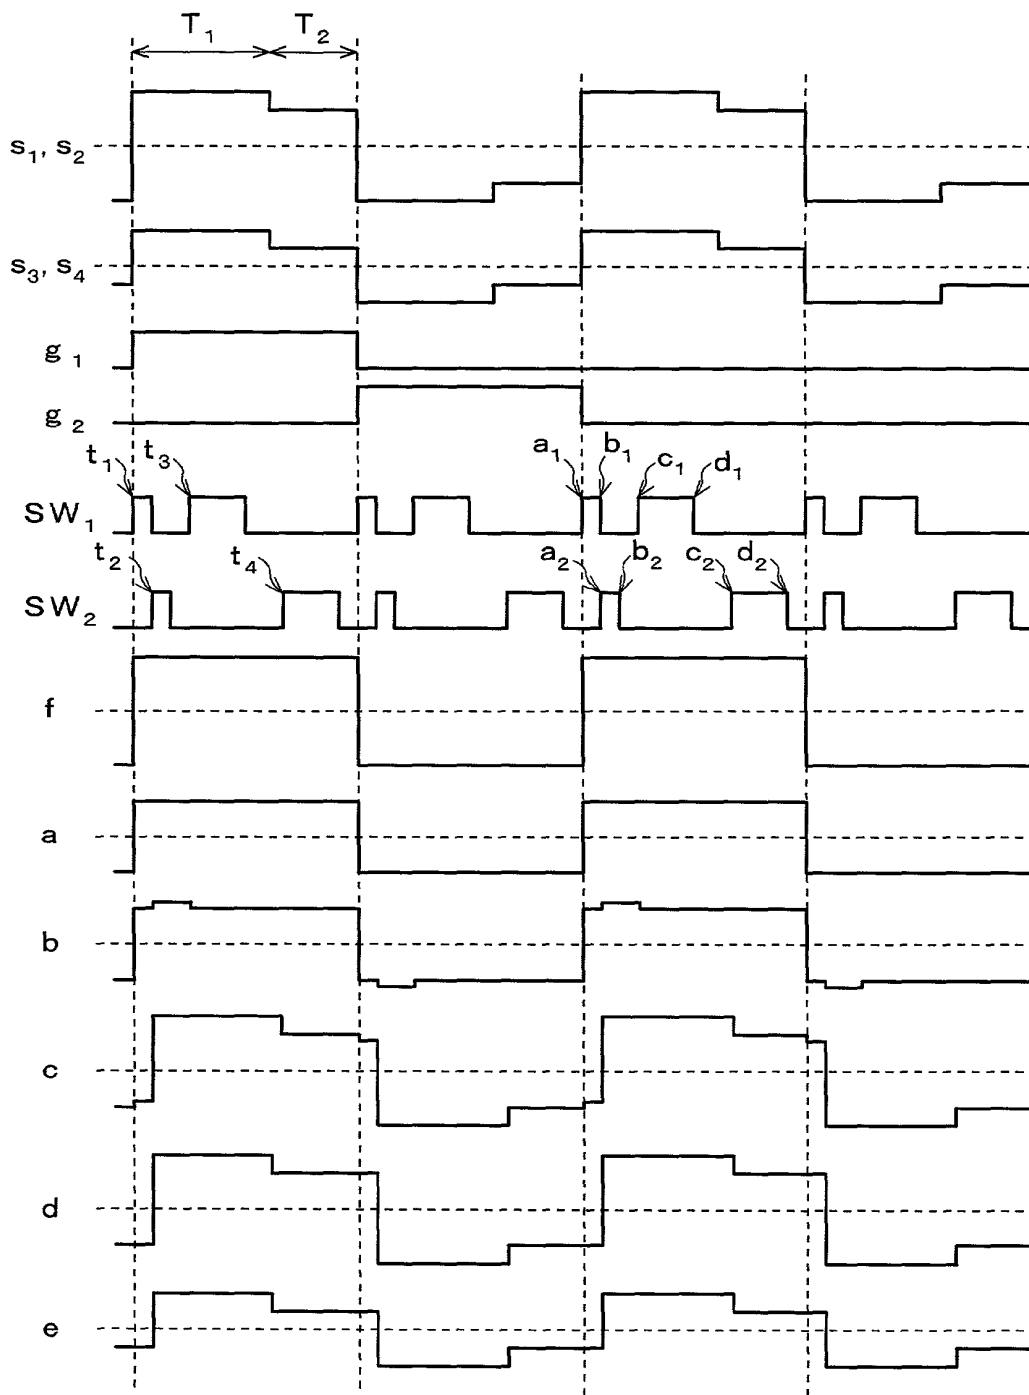 T₁ T₂
s₁, s₂
s₃, s₄
g₁
g₂
t₁ t₃ a₁ b₁ c₁ d₁
SW₁
t₂ t₄ a₂ b₂ c₂ d₂
SW₂
f
a
b
c
d
e